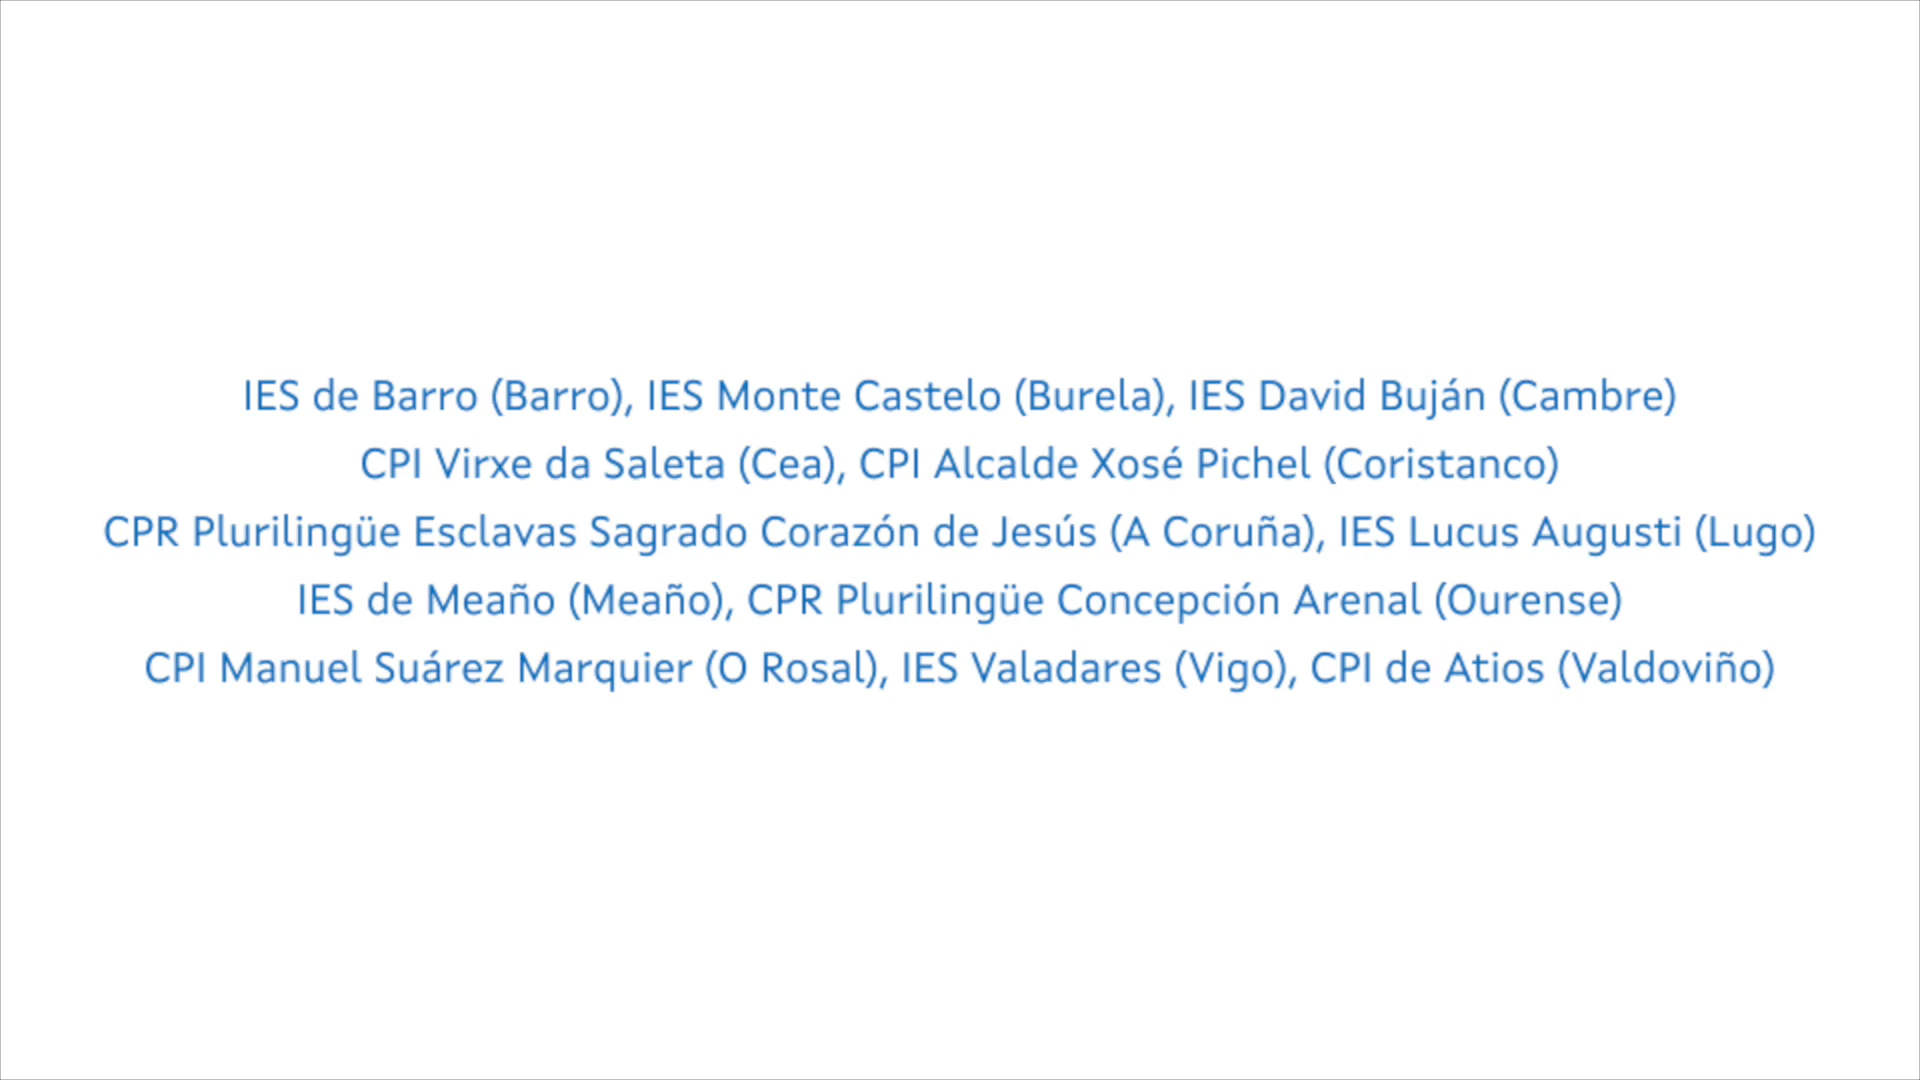 IES de Barro (Barro), IES Monte Castelo (Burela), IES David Buján (Cambre)
CPI Virxe da Saleta (Cea), CPI Alcalde Xosé Pichel (Coristanco)
CPR Plurilingüe Esclavas Sagrado Corazón de Jesús (A Coruña), IES Lucus Augusti (Lugo)
IES de Meaño (Meaño), CPR Plurilingüe Concepción Arenal (Ourense)
CPI Manuel Suárez Marquier (O Rosal), IES Valadares (Vigo), CPI de Atios (Valdoviño)